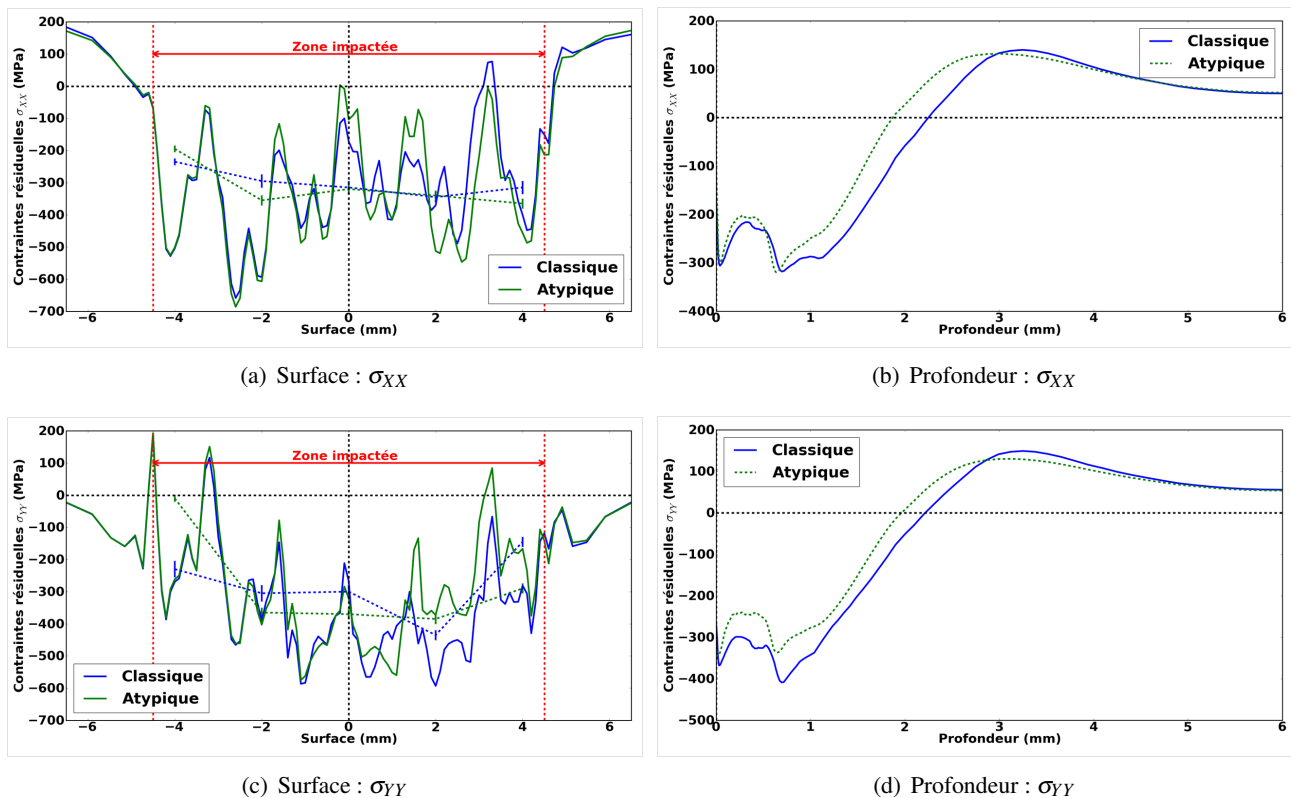 200
100
0
−100
−200
−300
−400
−500
−600
−700
Contraintes résiduelles σXX (MPa)
Zone impactée
Classique
Atypique
−6
−4
−2
0
2
4
6
Surface (mm)
(a) Surface : σXX
200
100
0
−100
−200
−300
−400
Contraintes résiduelles σXX (MPa)
Classique
Atypique
0
1
2
3
4
5
6
Profondeur (mm)
(b) Profondeur : σXX
200
100
0
−100
−200
−300
−400
−500
−600
−700
Contraintes résiduelles σYY (MPa)
Zone impactée
Classique
Atypique
−6
−4
−2
0
2
4
6
Surface (mm)
(c) Surface : σYY
200
100
0
−100
−200
−300
−400
−500
Contraintes résiduelles σYY (MPa)
Classique
Atypique
0
1
2
3
4
5
6
Profondeur (mm)
(d) Profondeur : σYY